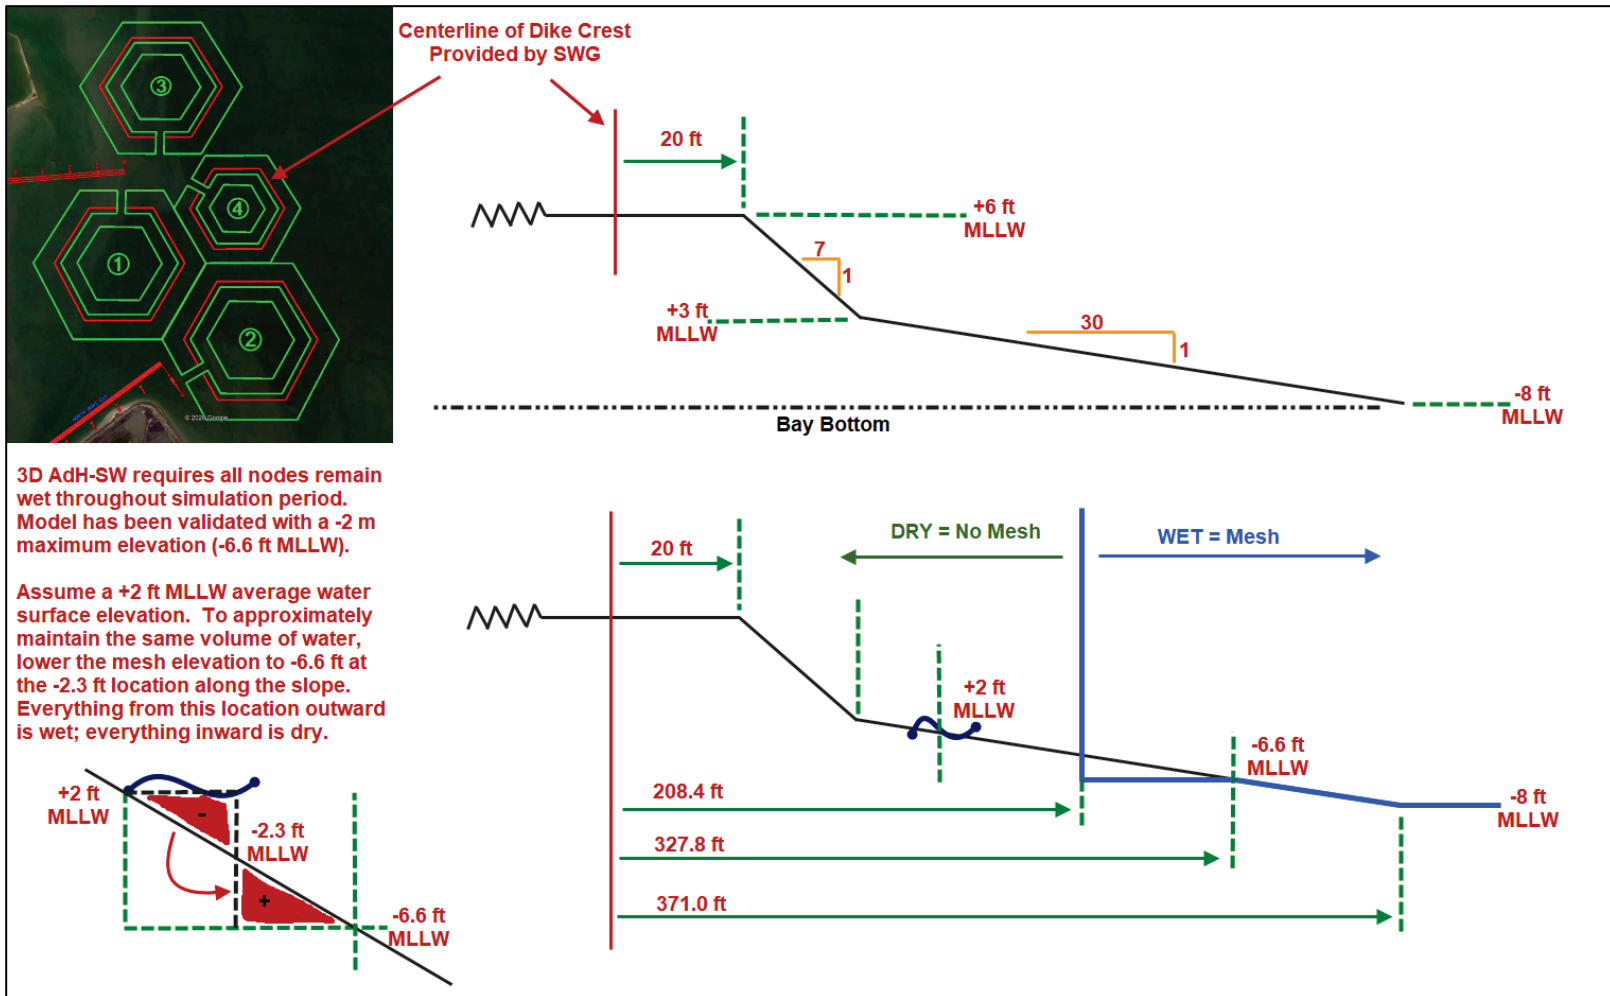 Centerline of Dike Crest
Provided by SWG
③
④
①
②
© 2020 Google
20 ft
+6 ft
MLLW
7
1
+3 ft
MLLW
30
1
-8 ft
MLLW
Bay Bottom
3D AdH-SW requires all nodes remain
wet throughout simulation period.
Model has been validated with a -2 m
maximum elevation (-6.6 ft MLLW).
Assume a +2 ft MLLW average water
surface elevation.  To approximately
maintain the same volume of water,
lower the mesh elevation to -6.6 ft at
the -2.3 ft location along the slope.
Everything from this location outward
is wet; everything inward is dry.
+2 ft
MLLW
-
-2.3 ft
MLLW
+
-6.6 ft
MLLW
20 ft
DRY = No Mesh
WET = Mesh
+2 ft
MLLW
-6.6 ft
MLLW
-8 ft
MLLW
208.4 ft
327.8 ft
371.0 ft